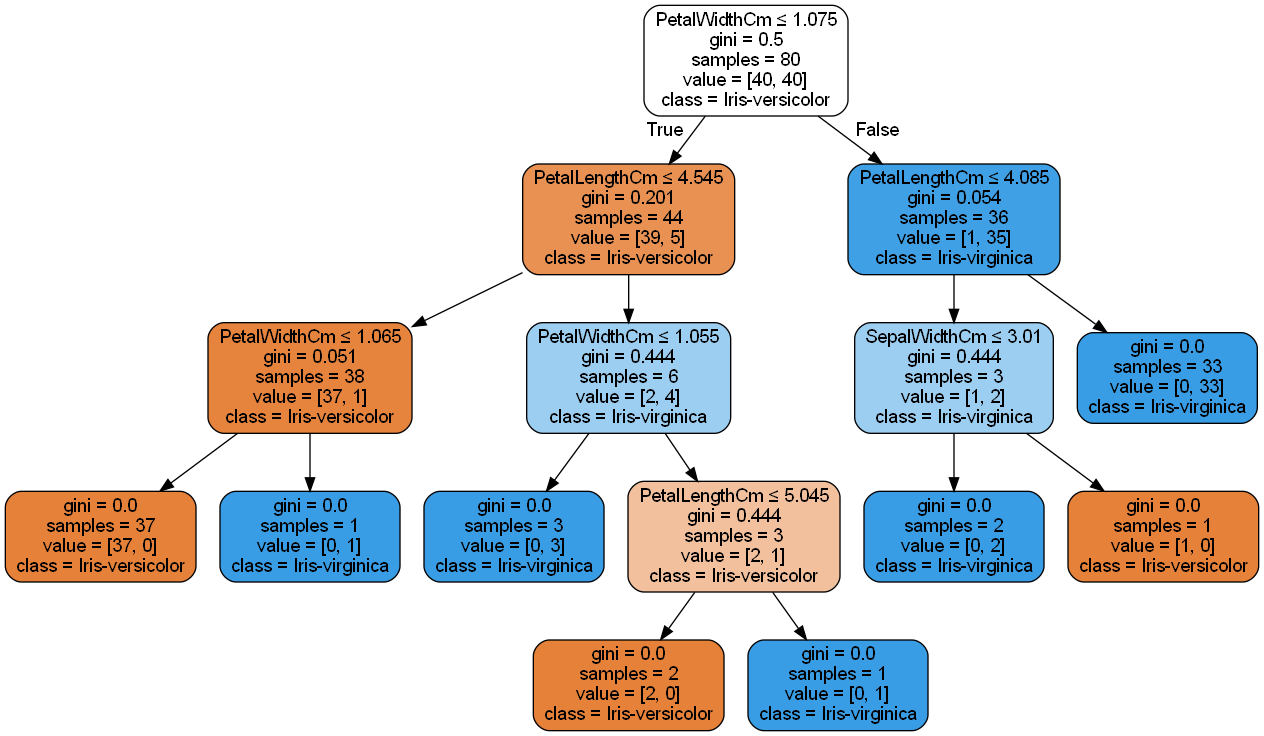 PetalWidthCm ≤ 1.075
gini = 0.5
samples = 80
value = [40, 40]
class = Iris-versicolor
True
False
PetalLengthCm ≤ 4.545
gini = 0.201
samples = 44
value = [39, 5]
class = Iris-versicolor
PetalLengthCm ≤ 4.085
gini = 0.054
samples = 36
value = [1, 35]
class = Iris-virginica
PetalWidthCm ≤ 1.065
gini = 0.051
samples = 38
value = [37, 1]
class = Iris-versicolor
PetalWidthCm ≤ 1.055
gini = 0.444
samples = 6
value = [2, 4]
class = Iris-virginica
SepalWidthCm ≤ 3.01
gini = 0.444
samples = 3
value = [1, 2]
class = Iris-virginica
gini = 0.0
samples = 33
value = [0, 33]
class = Iris-virginica
gini = 0.0
samples = 37
value = [37, 0]
class = Iris-versicolor
gini = 0.0
samples = 1
value = [0, 1]
class = Iris-virginica
gini = 0.0
samples = 3
value = [0, 3]
class = Iris-virginica
PetalLengthCm ≤ 5.045
gini = 0.444
samples = 3
value = [2, 1]
class = Iris-versicolor
gini = 0.0
samples = 2
value = [0, 2]
class = Iris-virginica
gini = 0.0
samples = 1
value = [1, 0]
class = Iris-versicolor
gini = 0.0
samples = 2
value = [2, 0]
class = Iris-versicolor
gini = 0.0
samples = 1
value = [0, 1]
class = Iris-virginica